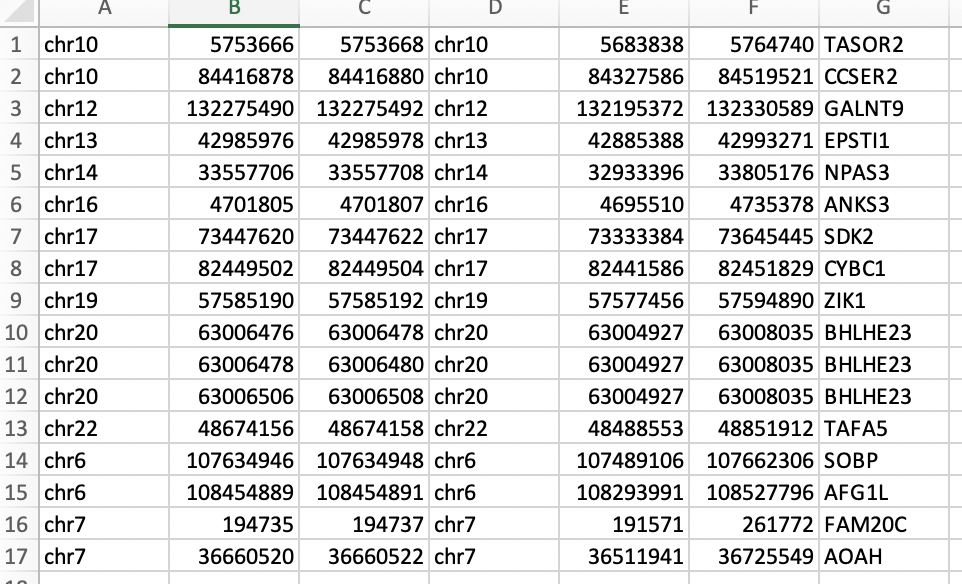 A B C D E F G
1 chr10 5753666 5753668 chr10 5683838 5764740 TASOR2
2 chr10 84416878 84416880 chr10 84327586 84519521 CCSER2
3 chr12 132275490 132275492 chr12 132195372 132330589 GALNT9
4 chr13 42985976 42985978 chr13 42885388 42993271 EPSTI1
5 chr14 33557706 33557708 chr14 32933396 33805176 NPAS3
6 chr16 4701805 4701807 chr16 4695510 4735378 ANKS3
7 chr17 73447620 73447622 chr17 73333384 73645445 SDK2
8 chr17 82449502 82449504 chr17 82441586 82451829 CYBC1
9 chr19 57585190 57585192 chr19 57577456 57594890 ZIK1
10 chr20 63006476 63006478 chr20 63004927 63008035 BHLHE23
11 chr20 63006478 63006480 chr20 63004927 63008035 BHLHE23
12 chr20 63006506 63006508 chr20 63004927 63008035 BHLHE23
13 chr22 48674156 48674158 chr22 48488553 48851912 TAFA5
14 chr6 107634946 107634948 chr6 107489106 107662306 SOBP
15 chr6 108454889 108454891 chr6 108293991 108527796 AFG1L
16 chr7 194735 194737 chr7 191571 261772 FAM20C
17 chr7 36660520 36660522 chr7 36511941 36725549 AOAH